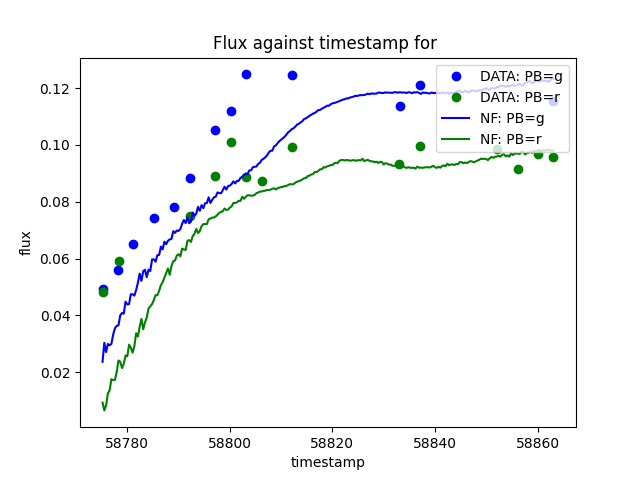 Flux against timestamp for
DATA: PB=g
DATA: PB=r
NF: PB=g
NF: PB=r
0.12
0.10
0.08
0.06
0.04
0.02
flux
58780
58800
58820
58840
58860
timestamp